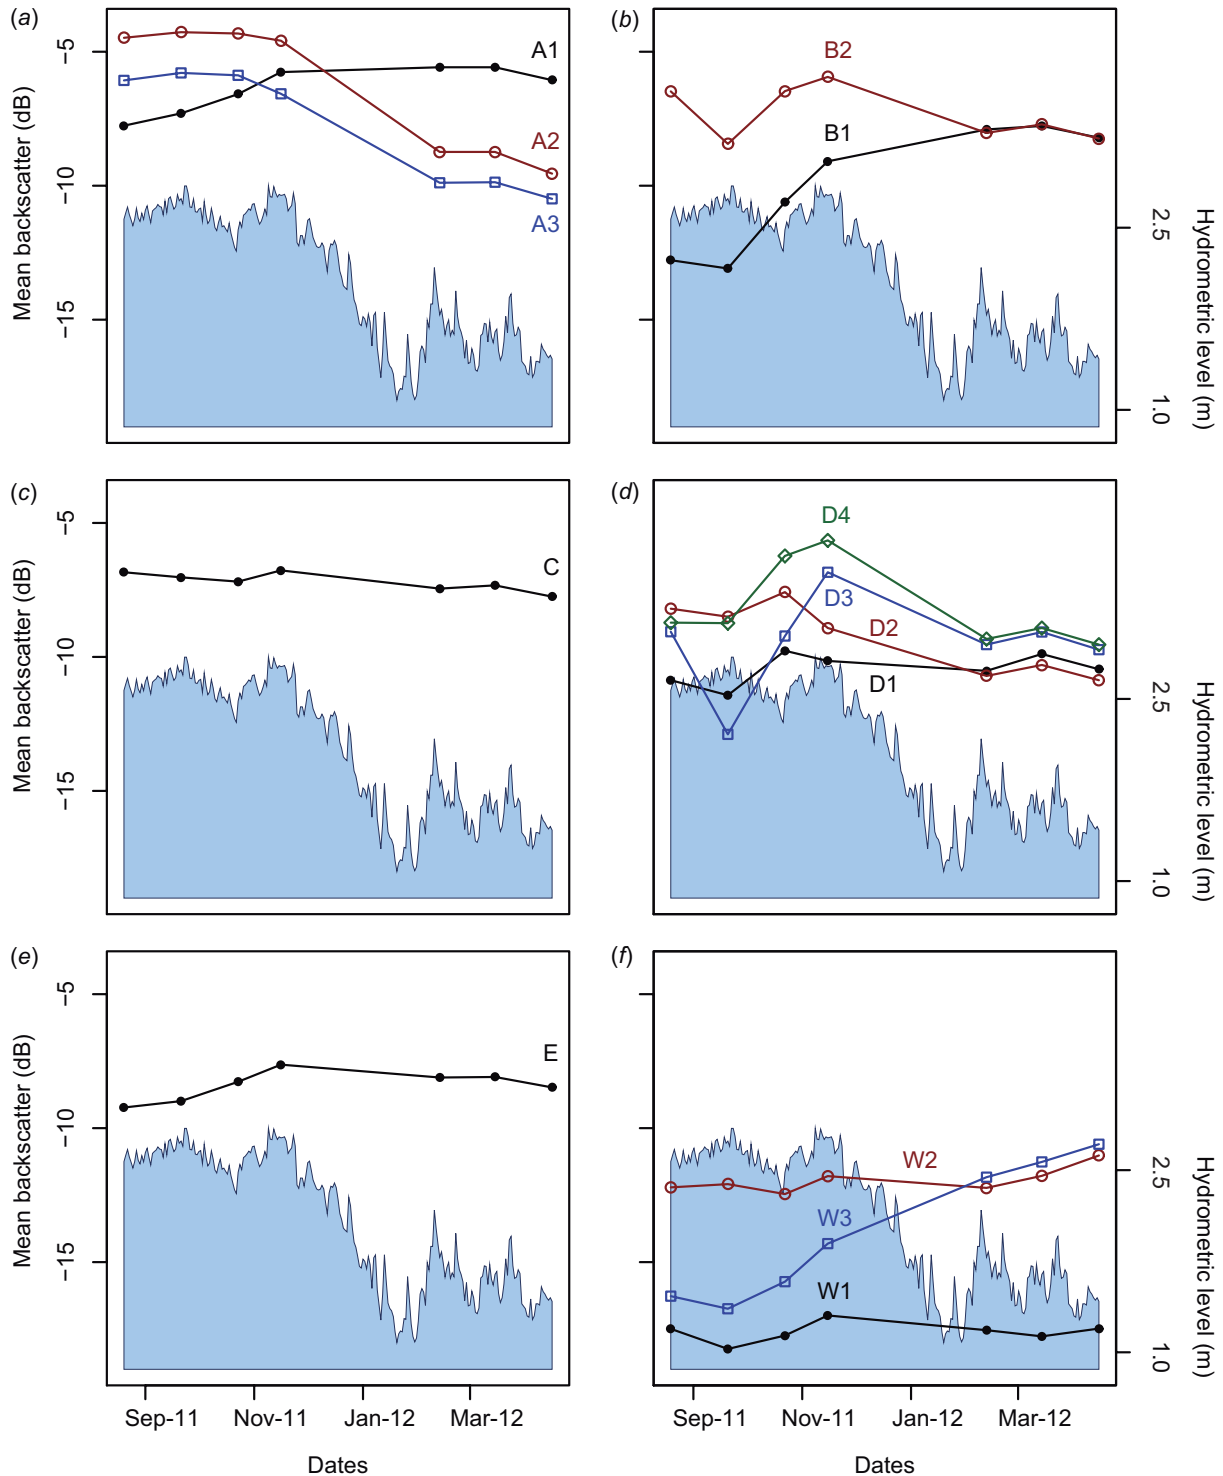 (a)
Mean backscatter (dB)
−5
−10
−15
A1
A2
A3
(b)
B2
B1
2.5
1.0
Hydrometric level (m)
(c)
Mean backscatter (dB)
−5
−10
−15
C
(d)
D4
D3
D2
D1
2.5
1.0
Hydrometric level (m)
(e)
Mean backscatter (dB)
−5
−10
−15
E
Sep-11 Nov-11 Jan-12 Mar-12
Dates
(f)
W2
W3
W1
2.5
1.0
Hydrometric level (m)
Sep-11 Nov-11 Jan-12 Mar-12
Dates